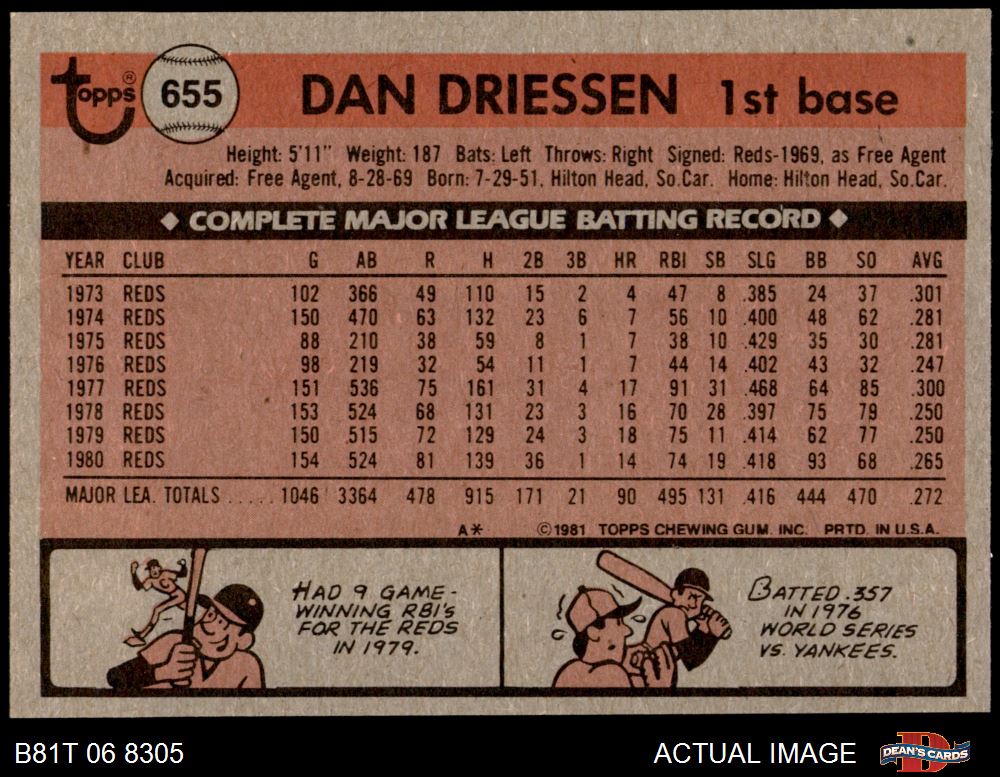 Topps® 655 DAN DRIESSEN 1st base
Height: 5'11" Weight: 187 Bats: Left Throws: Right Signed: Reds-1969, as Free Agent
Acquired: Free Agent, 8-28-69 Born: 7-29-51, Hilton Head, So.Car. Home: Hilton Head, So.Car.
◆ COMPLETE MAJOR LEAGUE BATTING RECORD ◆
YEAR CLUB G AB R H 2B 3B HR RBI SB SLG BB SO AVG
1973 REDS 102 366 49 110 15 2 4 47 8 .385 24 37 .301
1974 REDS 150 470 63 132 23 6 7 56 10 .400 48 62 .281
1975 REDS 88 210 38 59 8 1 7 38 10 .429 35 30 .281
1976 REDS 98 219 32 54 11 1 7 44 14 .402 43 32 .247
1977 REDS 151 536 75 161 31 4 17 91 31 .468 64 85 .300
1978 REDS 153 524 68 131 23 3 16 70 28 .397 75 79 .250
1979 REDS 150 515 72 129 24 3 18 75 11 .414 62 77 .250
1980 REDS 154 524 81 139 36 1 14 74 19 .418 93 68 .265
MAJOR LEA. TOTALS ..... 1046 3364 478 915 171 21 90 495 131 .416 444 470 .272
A* ©1981 TOPPS CHEWING GUM, INC. PRTD. IN U.S.A.
HAD 9 GAME-
WINNING RBI'S
FOR THE REDS
IN 1979.
BATTED .357
IN 1976
WORLD SERIES
VS. YANKEES.
B81T 06 8305 ACTUAL IMAGE DEAN'S CARDS